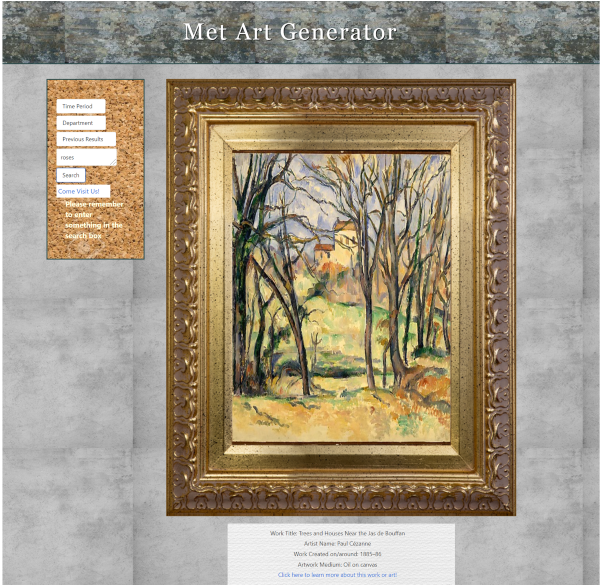 Met Art Generator
Time Period
Department
Previous Results
roses
Search
Come Visit Us!
Please remember
to enter
something in the
search box
Work Title: Trees and Houses Near the Jas de Bouffan
Artist Name: Paul Cézanne
Work Created on/around: 1885–86
Artwork Medium: Oil on canvas
Click here to learn more about this work or art!